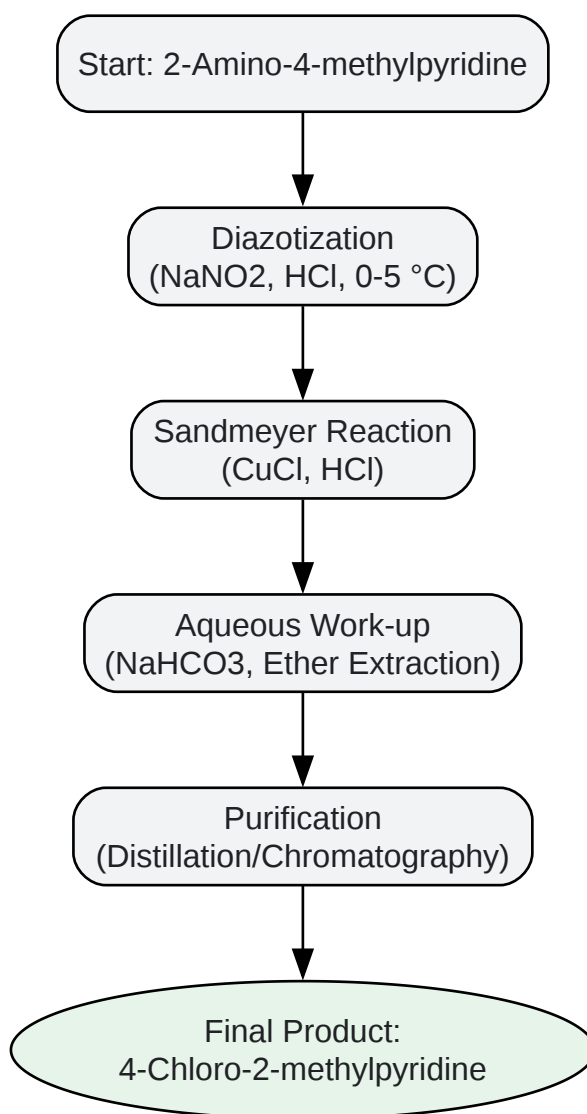 Start: 2-Amino-4-methylpyridine
Diazotization
(NaNO2, HCl, 0-5 °C)
Sandmeyer Reaction
(CuCl, HCl)
Aqueous Work-up
(NaHCO3, Ether Extraction)
Purification
(Distillation/Chromatography)
Final Product:
4-Chloro-2-methylpyridine